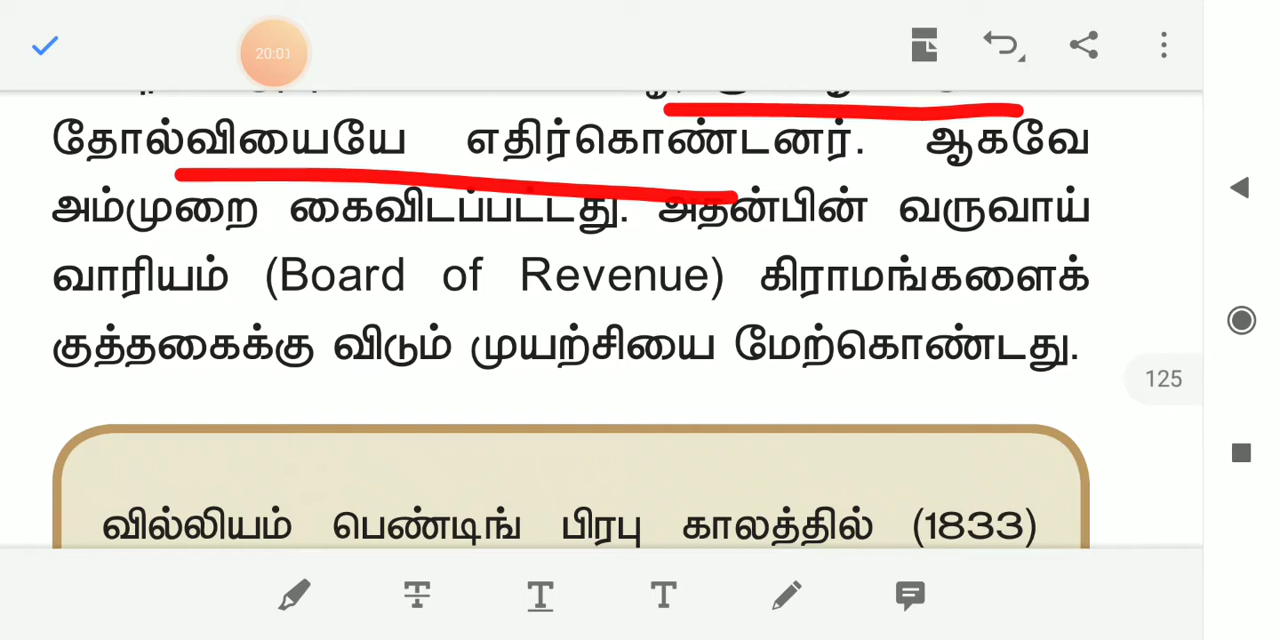 20:01
தோல்வியையே எதிர்கொண்டனர். ஆகவே
அம்முறை கைவிடப்பட்டது. அதன்பின் வருவாய்
வாரியம் (Board of Revenue) கிராமங்களைக்
குத்தகைக்கு விடும் முயற்சியை மேற்கொண்டது.
125
வில்லியம் பெண்டிங் பிரபு காலத்தில் (1833)